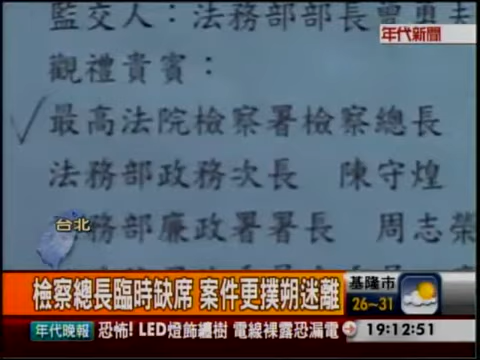 監交人：法務部部長曾勇夫
年代新聞
觀禮貴賓：
最高法院檢察署檢察總長
法務部政務次長 陳守煌
台北
務部廉政署署長 周志榮
檢察總長臨時缺席 案件更撲朔迷離
基隆市
26~31
年代晚報 恐怖! LED燈飾纏樹 電線裸露恐漏電
19:12:51